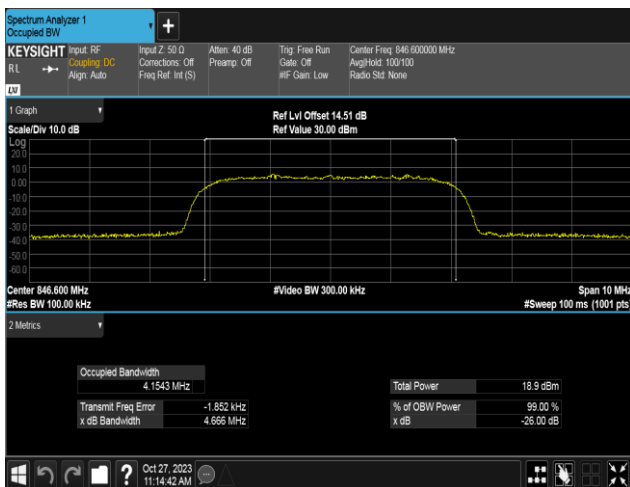 Spectrum Analyzer 1
Occupied BW
+
KEYSIGHT Input: RF Input Z: 50 Ω Atten: 40 dB Trig: Free Run Center Freq: 846.600000 MHz
RL Coupling: DC Corrections: Off Preamp: Off Gate: Off Avg|Hold: 100/100
Align: Auto Freq Ref: Int (S) #IF Gain: Low Radio Std: None
LXI
1 Graph Ref Lvl Offset 14.51 dB
Scale/Div 10.0 dB Ref Value 30.00 dBm
Log
20.0
10.0
0.00
-10.0
-20.0
-30.0
-40.0
-50.0
-60.0
Center 846.600 MHz #Video BW 300.00 kHz Span 10 MHz
#Res BW 100.00 kHz #Sweep 100 ms (1001 pts)
2 Metrics
Occupied Bandwidth
4.1543 MHz Total Power 18.9 dBm
Transmit Freq Error -1.852 kHz % of OBW Power 99.00 %
x dB Bandwidth 4.666 MHz x dB -26.00 dB
? Oct 27, 2023
11:14:42 AM